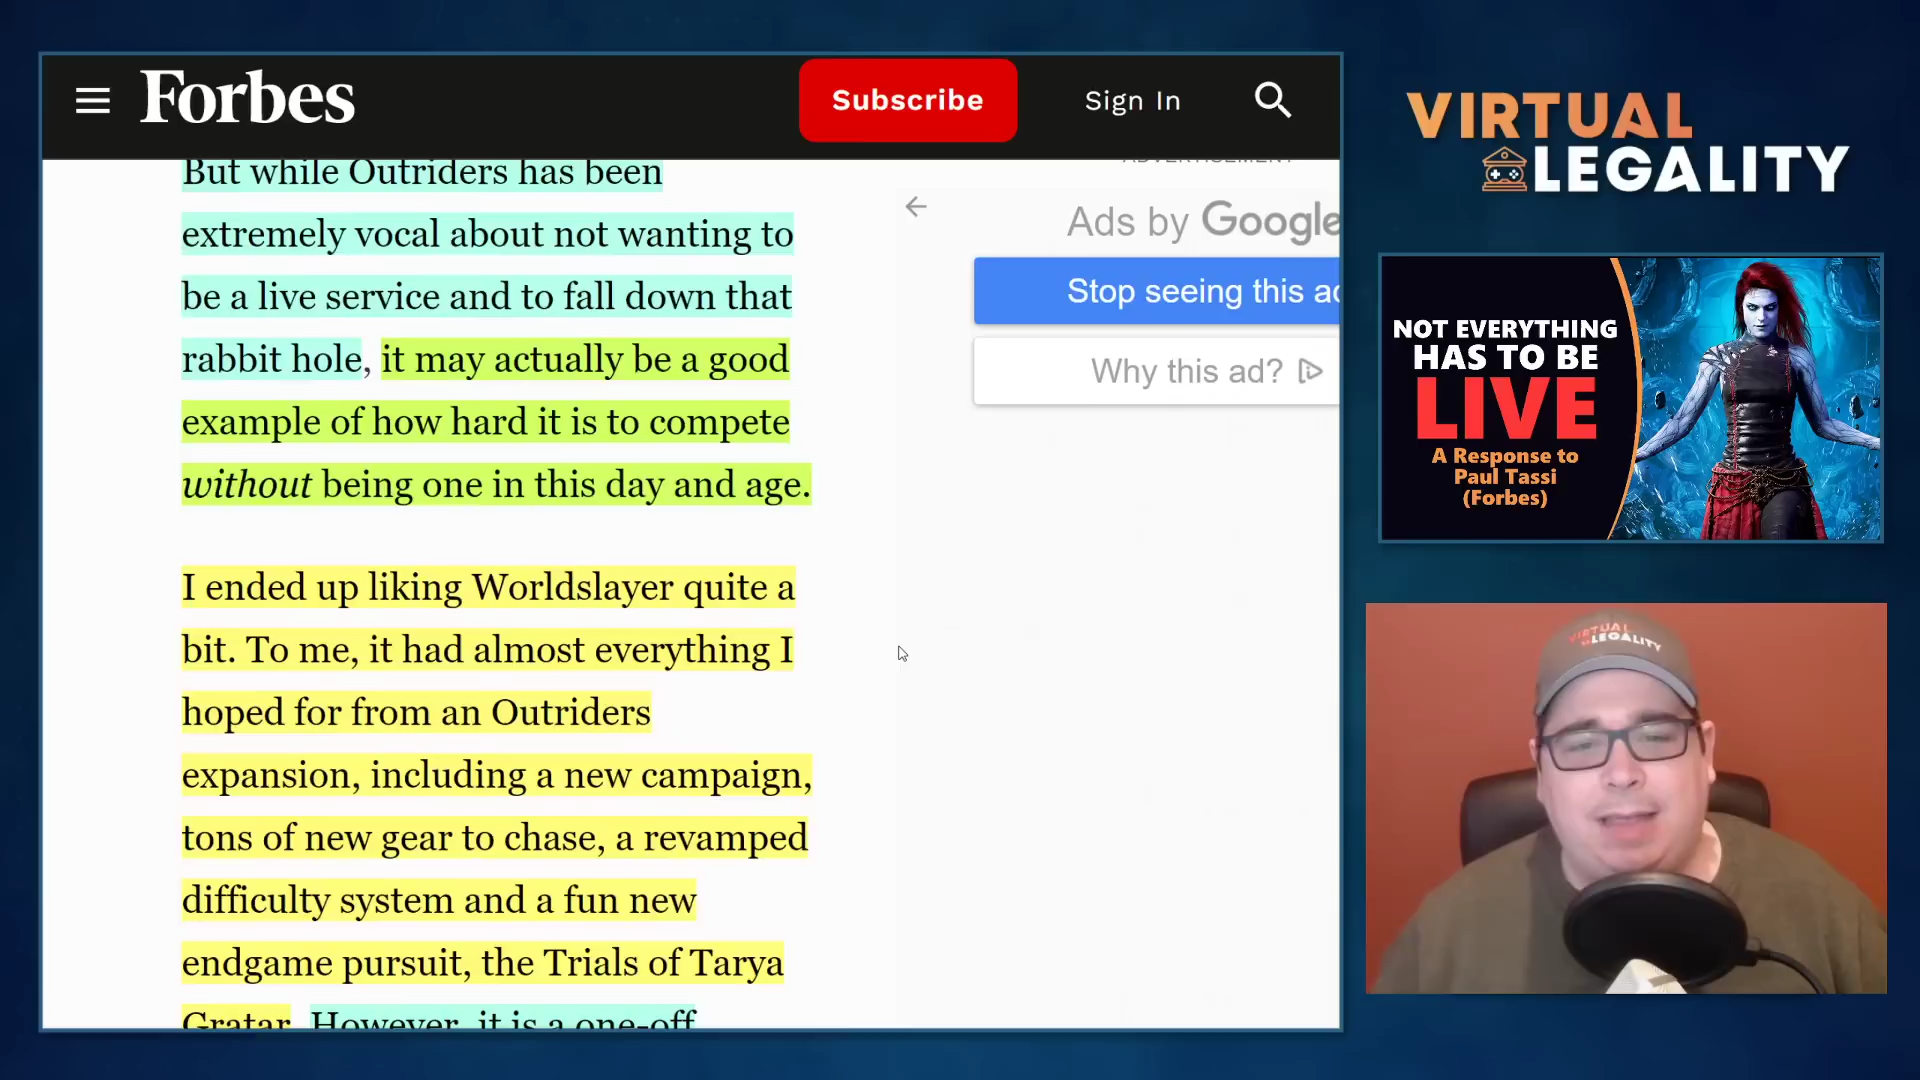 Forbes
Subscribe
Sign In
But while Outriders has been
extremely vocal about not wanting to
be a live service and to fall down that
rabbit hole, it may actually be a good
example of how hard it is to compete
without being one in this day and age.
I ended up liking Worldslayer quite a
bit. To me, it had almost everything I
hoped for from an Outriders
expansion, including a new campaign,
tons of new gear to chase, a revamped
difficulty system and a fun new
endgame pursuit, the Trials of Tarya
Gratar. However, it is a one-off
ADVERTISEMENT
Ads by Google
Stop seeing this ad
Why this ad?
VIRTUAL
LEGALITY
NOT EVERYTHING
HAS TO BE
LIVE
A Response to
Paul Tassi
(Forbes)
VIRTUAL
LEGALITY